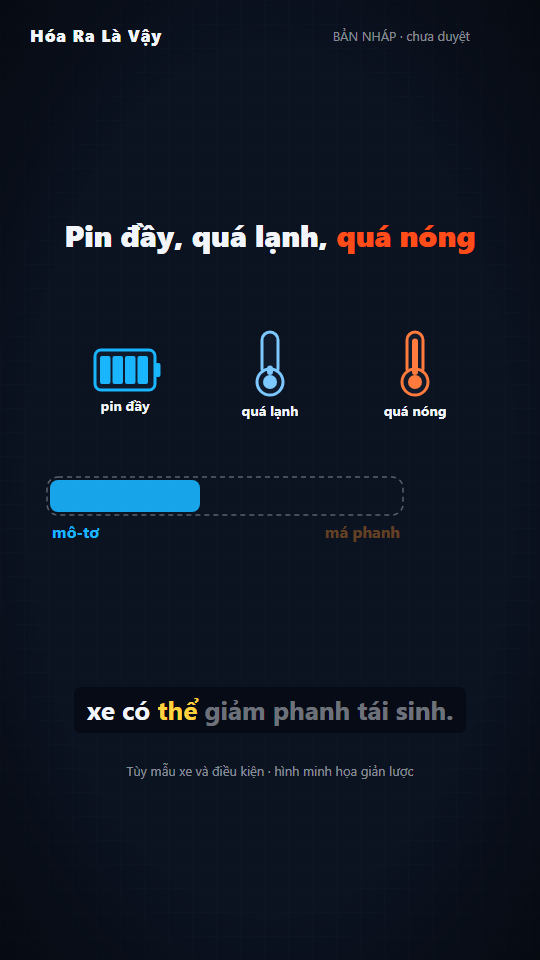 Hóa Ra Là Vậy
BẢN NHÁP · chưa duyệt
Pin đầy, quá lạnh, quá nóng
pin đầy
quá lạnh
quá nóng
mô-tơ
má phanh
xe có thể giảm phanh tái sinh.
Tùy mẫu xe và điều kiện · hình minh họa giản lược